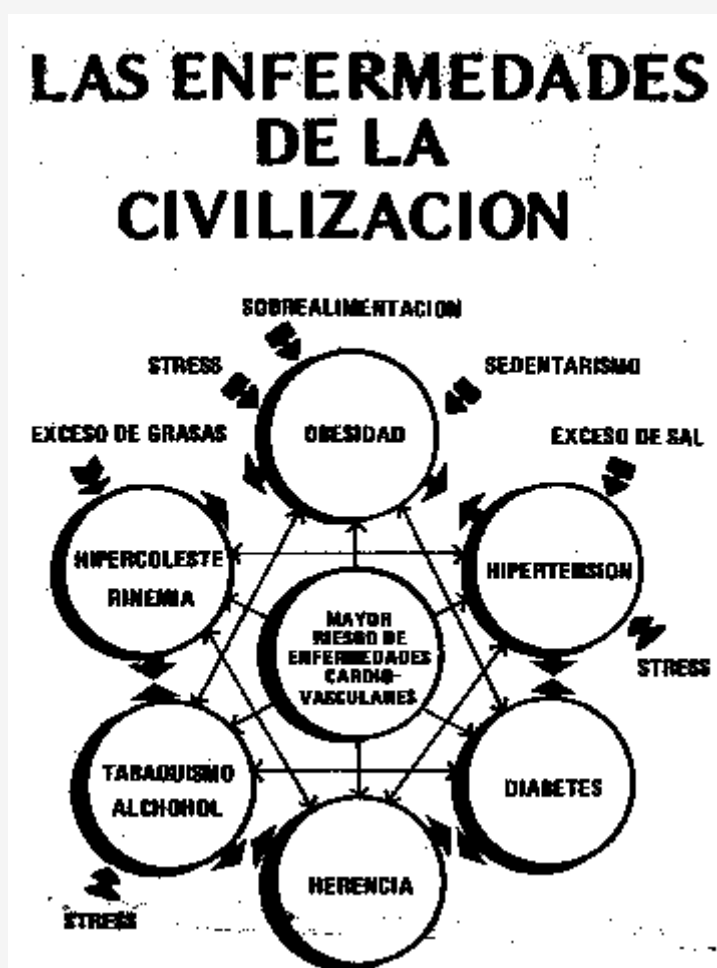 LAS ENFERMEDADES
DE LA
CIVILIZACION
SOBREALIMENTACION
STRESS
SEDENTARISMO
EXCESO DE GRASAS
OBESIDAD
EXCESO DE SAL
HIPERCOLESTE
RINEMIA
HIPERTENSION
MAYOR
RIESGO DE
ENFERMEDADES
CARDIO-
VASCULARES
STRESS
TABAQUISMO
ALCHOHOL
DIABETES
HERENCIA
STRESS